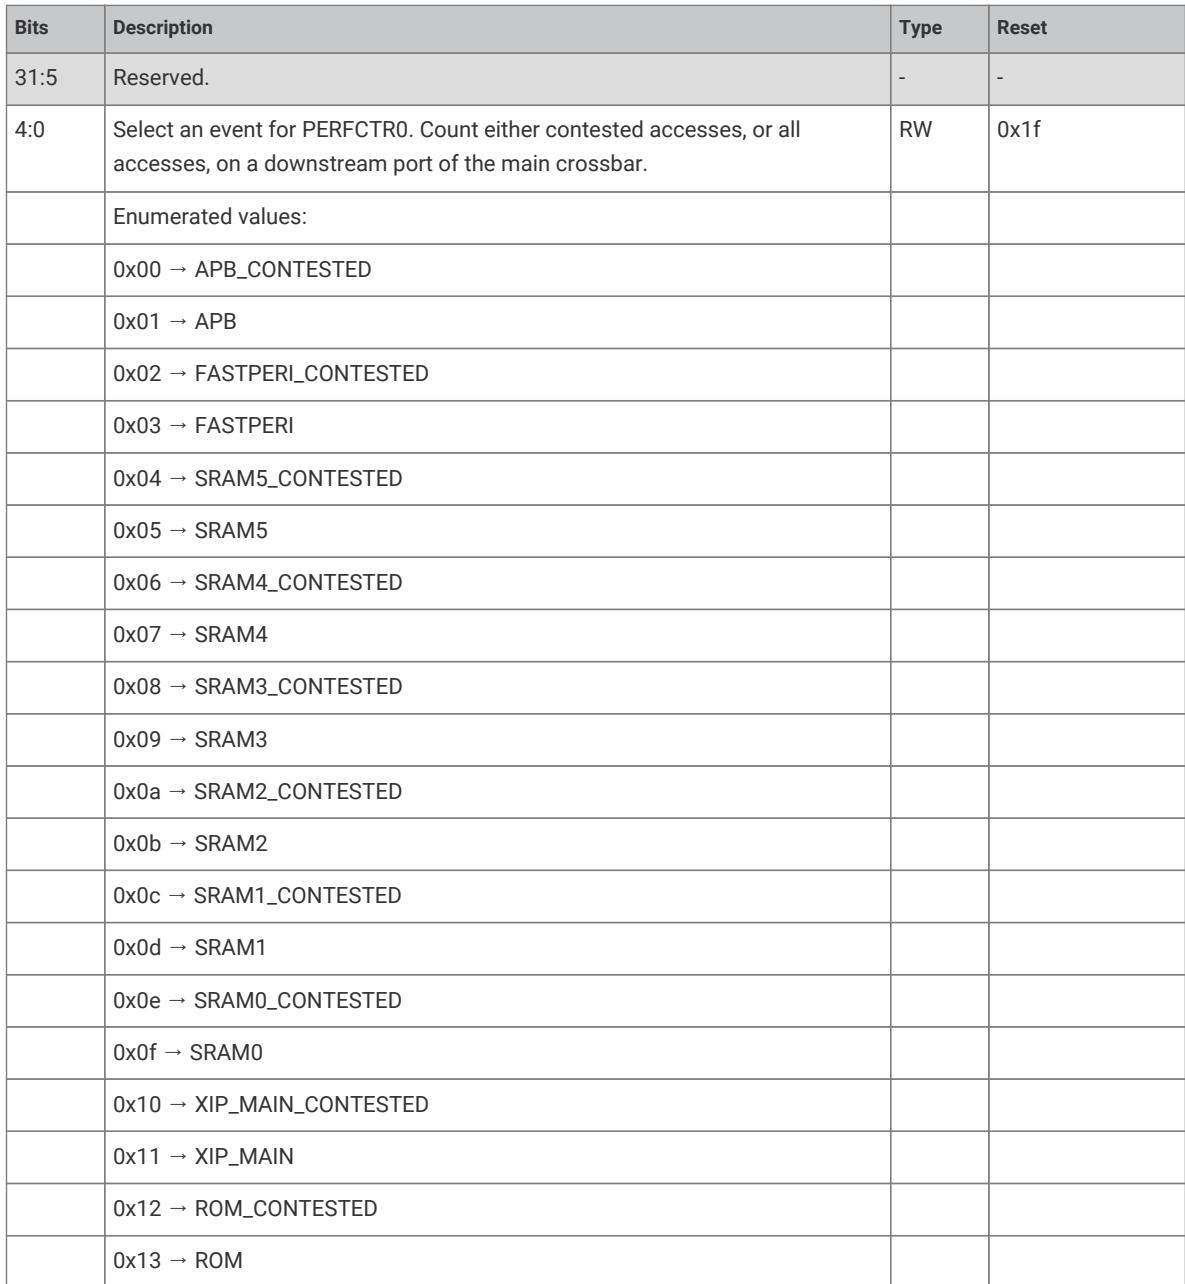 Bits Description Type Reset
31:5 Reserved. - -
4:0 Select an event for PERFCTR0. Count either contested accesses, or all RW 0x1f
accesses, on a downstream port of the main crossbar.
Enumerated values:
0x00 → APB_CONTESTED
0x01 → APB
0x02 → FASTPERI_CONTESTED
0x03 → FASTPERI
0x04 → SRAM5_CONTESTED
0x05 → SRAM5
0x06 → SRAM4_CONTESTED
0x07 → SRAM4
0x08 → SRAM3_CONTESTED
0x09 → SRAM3
0x0a → SRAM2_CONTESTED
0x0b → SRAM2
0x0c → SRAM1_CONTESTED
0x0d → SRAM1
0x0e → SRAM0_CONTESTED
0x0f → SRAM0
0x10 → XIP_MAIN_CONTESTED
0x11 → XIP_MAIN
0x12 → ROM_CONTESTED
0x13 → ROM